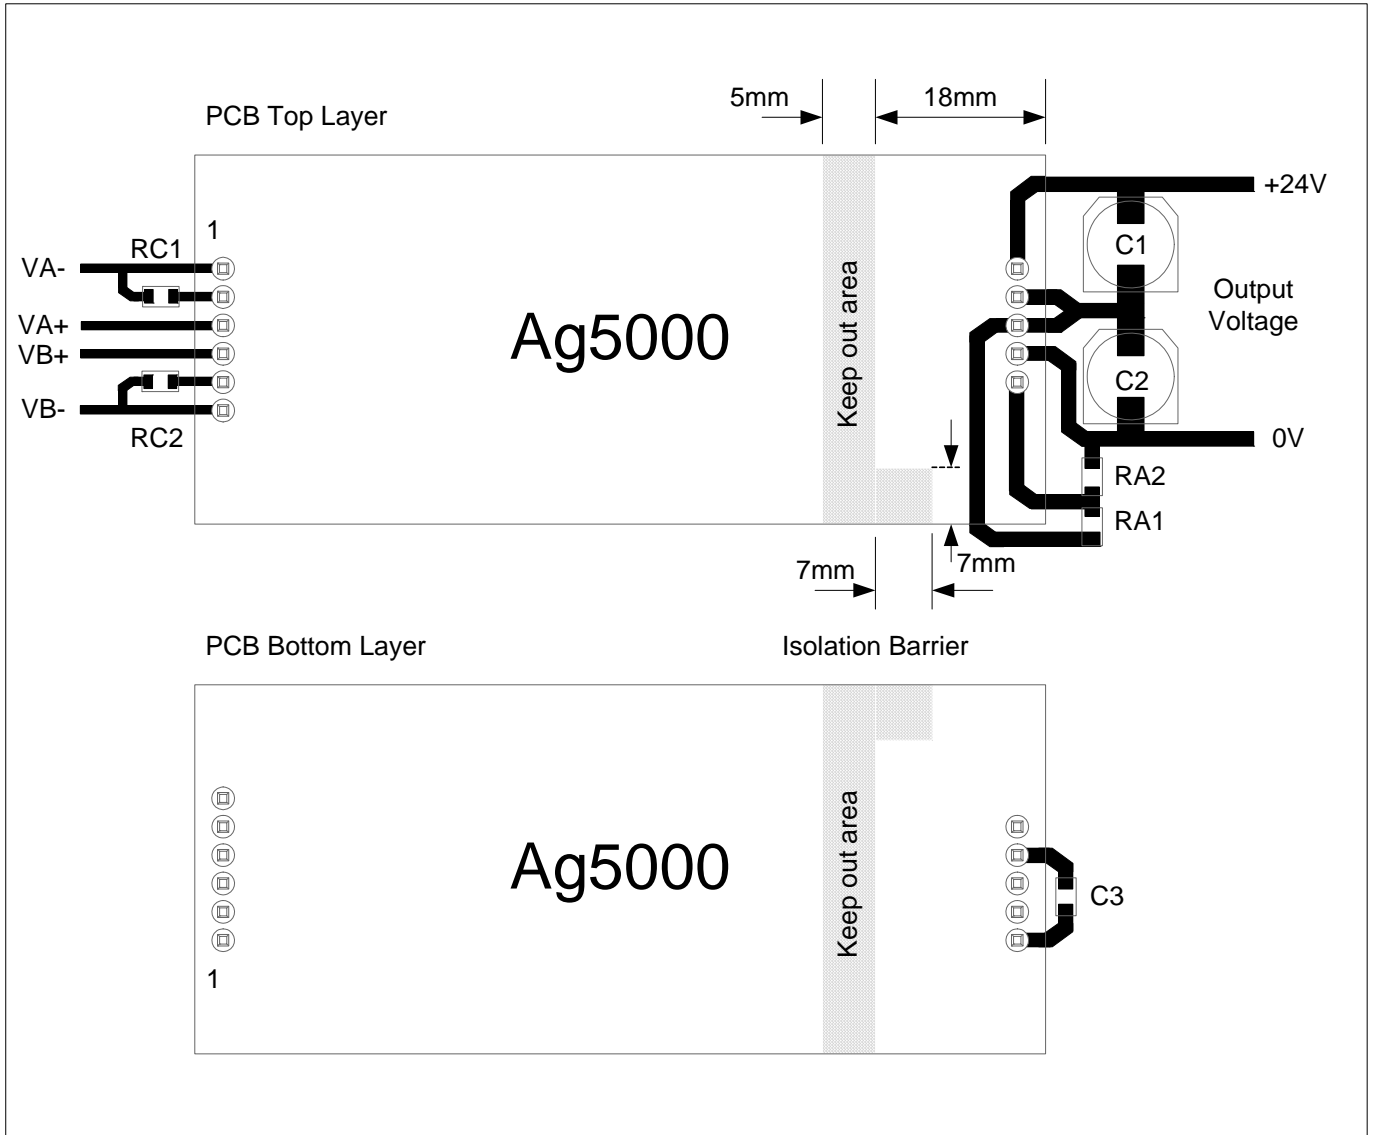 5mm
18mm
PCB Top Layer
+24V
1
RC1
C1
VA-
Output
Voltage
VA+
Ag5000
Keep out area
VB+
C2
VB-
RC2
0V
RA2
RA1
7mm
7mm
PCB Bottom Layer
Isolation Barrier
Ag5000
Keep out area
C3
1